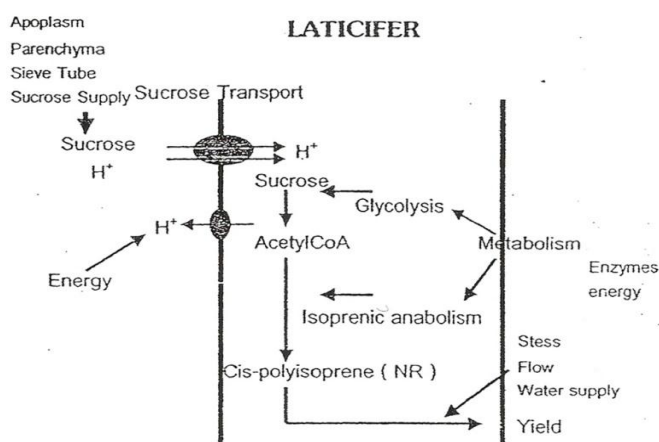 LATICIFER
Apoplasm
Parenchyma
Sieve Tube
Sucrose Supply
Sucrose Transport
Sucrose
H+
H+
Sucrose
Glycolysis
H+
AcetylCoA
Metabolism
Energy
Enzymes
energy
Isoprenic anabolism
Stess
Flow
Water supply
Cis-polyisoprene ( NR )
Yield